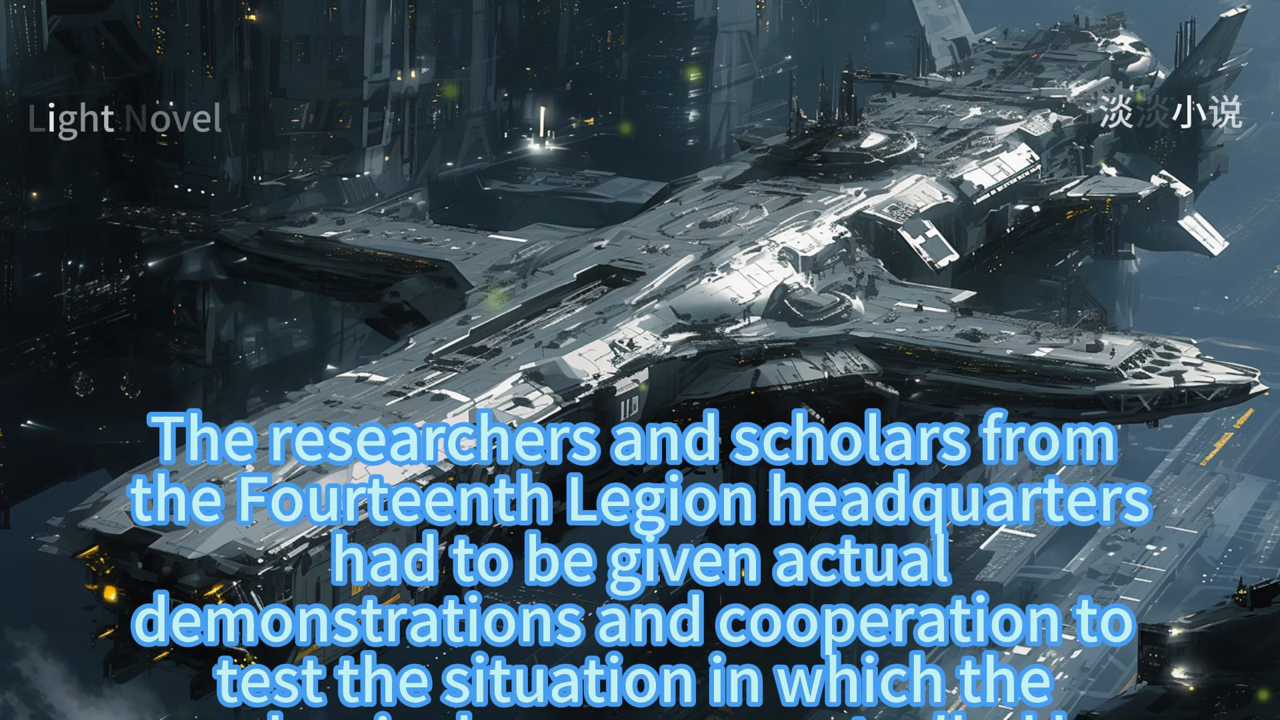 Light Novel
淡淡小说
The researchers and scholars from
the Fourteenth Legion headquarters
had to be given actual
demonstrations and cooperation to
test the situation in which the